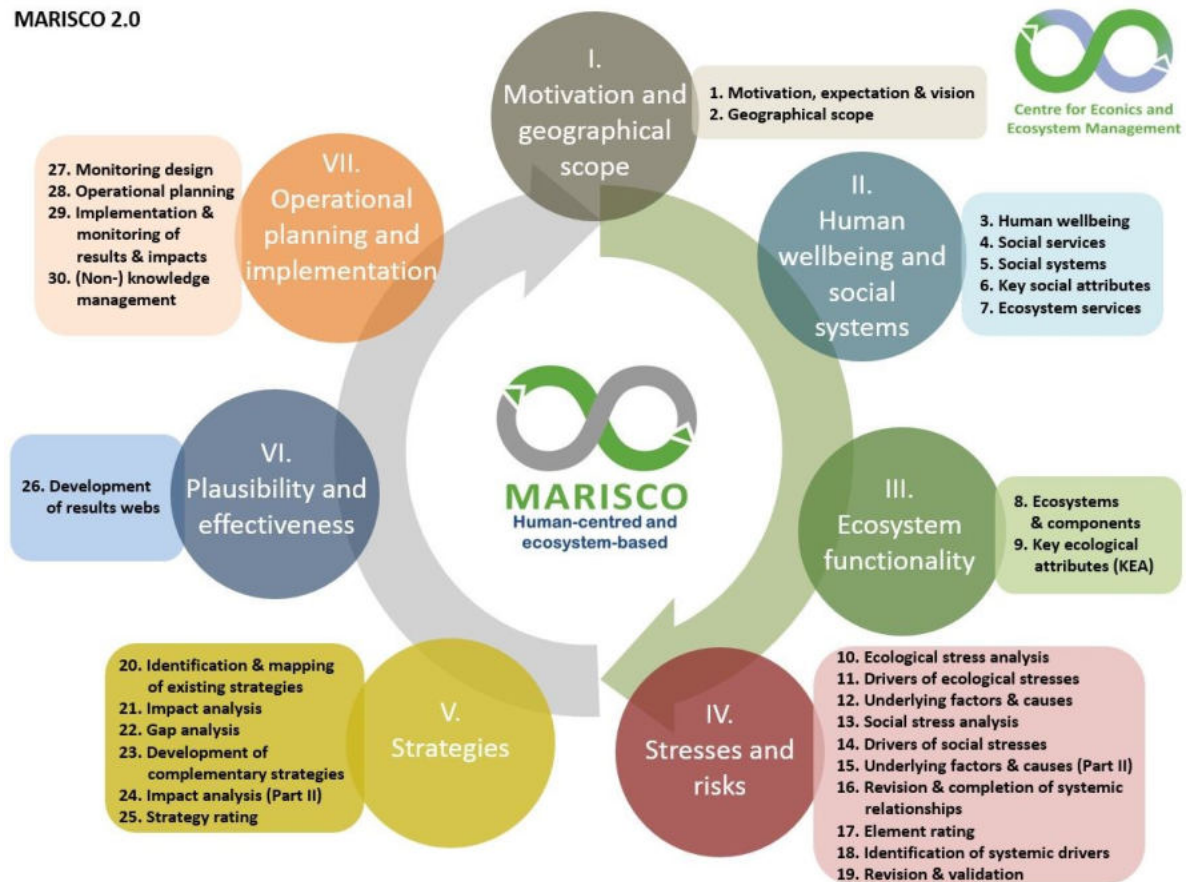 MARISCO 2.0
I.
Motivation and
geographical
scope
1. Motivation, expectation & vision
2. Geographical scope
Centre for Econics and
Ecosystem Management
II.
Human
wellbeing and
social
systems
3. Human wellbeing
4. Social services
5. Social systems
6. Key social attributes
7. Ecosystem services
III.
Ecosystem
functionality
8. Ecosystems
& components
9. Key ecological
attributes (KEA)
IV.
Stresses and
risks
10. Ecological stress analysis
11. Drivers of ecological stresses
12. Underlying factors & causes
13. Social stress analysis
14. Drivers of social stresses
15. Underlying factors & causes (Part II)
16. Revision & completion of systemic
relationships
17. Element rating
18. Identification of systemic drivers
19. Revision & validation
V.
Strategies
20. Identification & mapping
of existing strategies
21. Impact analysis
22. Gap analysis
23. Development of
complementary strategies
24. Impact analysis (Part II)
25. Strategy rating
VI.
Plausibility and
effectiveness
26. Development
of results webs
VII.
Operational
planning and
implementation
27. Monitoring design
28. Operational planning
29. Implementation &
monitoring of
results & impacts
30. (Non-) knowledge
management
MARISCO
Human-centred and
ecosystem-based